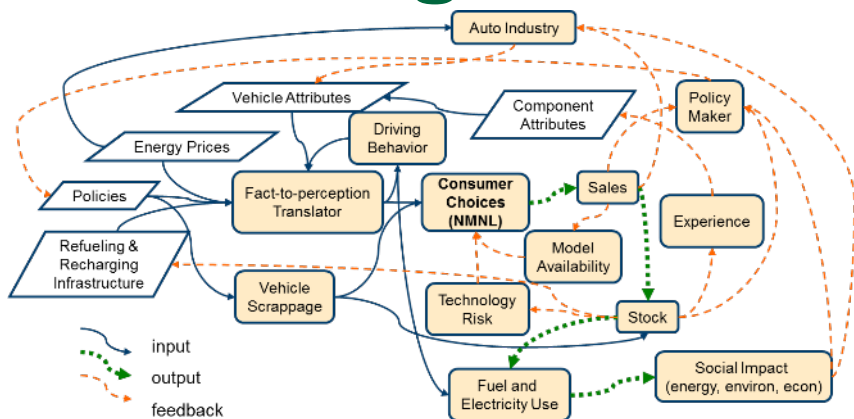 Auto Industry
Vehicle Attributes
Component
Attributes
Policy
Maker
Driving
Behavior
Energy Prices
Policies
Fact-to-perception
Translator
Consumer
Choices
(NMNL)
Sales
Experience
Refueling &
Recharging
Infrastructure
Model
Availability
Vehicle
Scrappage
Technology
Risk
Stock
input
output
feedback
Fuel and
Electricity Use
Social Impact
(energy, environ, econ)